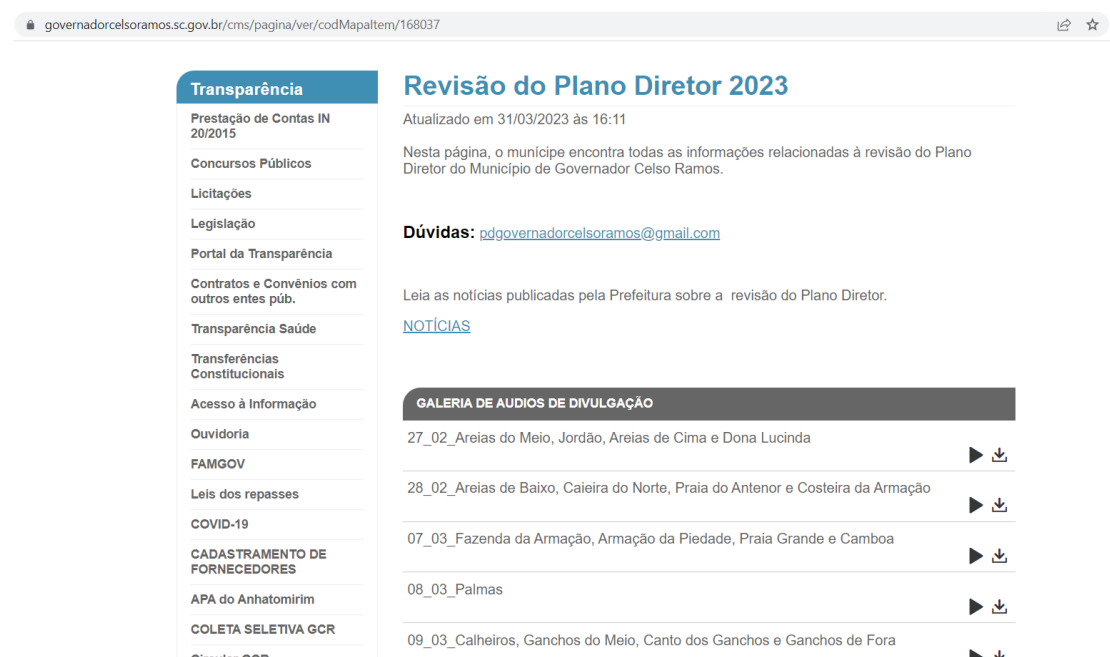 governadorcelsoramos.sc.gov.br/cms/pagina/ver/codMapaItem/168037
Transparência
Prestação de Contas IN
20/2015
Concursos Públicos
Licitações
Legislação
Portal da Transparência
Contratos e Convênios com
outros entes púb.
Transparência Saúde
Transferências
Constitucionais
Acesso à Informação
Ouvidoria
FAMGOV
Leis dos repasses
COVID-19
CADASTRAMENTO DE
FORNECEDORES
APA do Anhatomirim
COLETA SELETIVA GCR
Revisão do Plano Diretor 2023
Atualizado em 31/03/2023 às 16:11
Nesta página, o munícipe encontra todas as informações relacionadas à revisão do Plano
Diretor do Município de Governador Celso Ramos.
Dúvidas: pdgovernadorcelsoramos@gmail.com
Leia as notícias publicadas pela Prefeitura sobre a revisão do Plano Diretor.
NOTÍCIAS
GALERIA DE AUDIOS DE DIVULGAÇÃO
27_02_Areias do Meio, Jordão, Areias de Cima e Dona Lucinda
28_02_Areias de Baixo, Caieira do Norte, Praia do Antenor e Costeira da Armação
07_03_Fazenda da Armação, Armação da Piedade, Praia Grande e Camboa
08_03_Palmas
09_03_Calheiros, Ganchos do Meio, Canto dos Ganchos e Ganchos de Fora